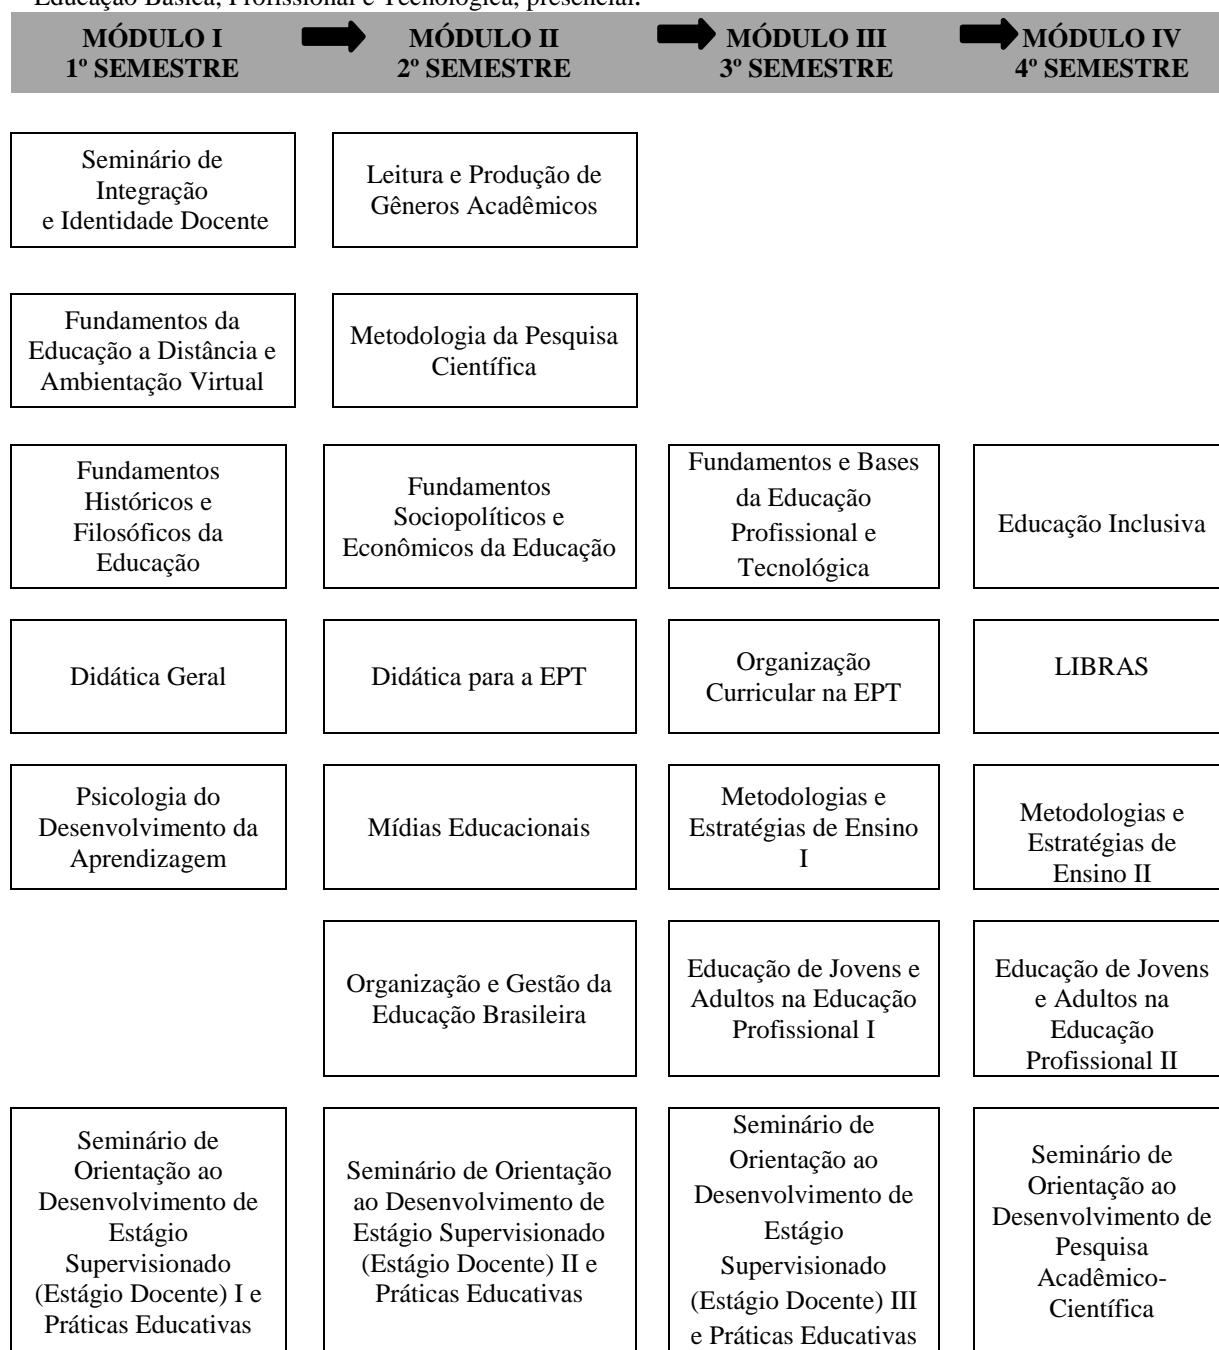 Educação Básica, Profissional e Tecnológica, presencial.
MÓDULO I
1º SEMESTRE
MÓDULO II
2º SEMESTRE
MÓDULO III
3º SEMESTRE
MÓDULO IV
4º SEMESTRE
Seminário de
Integração
e Identidade Docente
Leitura e Produção de
Gêneros Acadêmicos
Fundamentos da
Educação a Distância e
Ambientação Virtual
Metodologia da Pesquisa
Científica
Fundamentos
Históricos e
Filosóficos da
Educação
Fundamentos
Sociopolíticos e
Econômicos da Educação
Fundamentos e Bases
da Educação
Profissional e
Tecnológica
Educação Inclusiva
Didática Geral
Didática para a EPT
Organização
Curricular na EPT
LIBRAS
Psicologia do
Desenvolvimento da
Aprendizagem
Mídias Educacionais
Metodologias e
Estratégias de Ensino
I
Metodologias e
Estratégias de
Ensino II
Organização e Gestão da
Educação Brasileira
Educação de Jovens e
Adultos na Educação
Profissional I
Educação de Jovens
e Adultos na
Educação
Profissional II
Seminário de
Orientação ao
Desenvolvimento de
Estágio
Supervisionado
(Estágio Docente) I e
Práticas Educativas
Seminário de Orientação
ao Desenvolvimento de
Estágio Supervisionado
(Estágio Docente) II e
Práticas Educativas
Seminário de
Orientação ao
Desenvolvimento de
Estágio
Supervisionado
(Estágio Docente) III
e Práticas Educativas
Seminário de
Orientação ao
Desenvolvimento de
Pesquisa
Acadêmico-
Científica